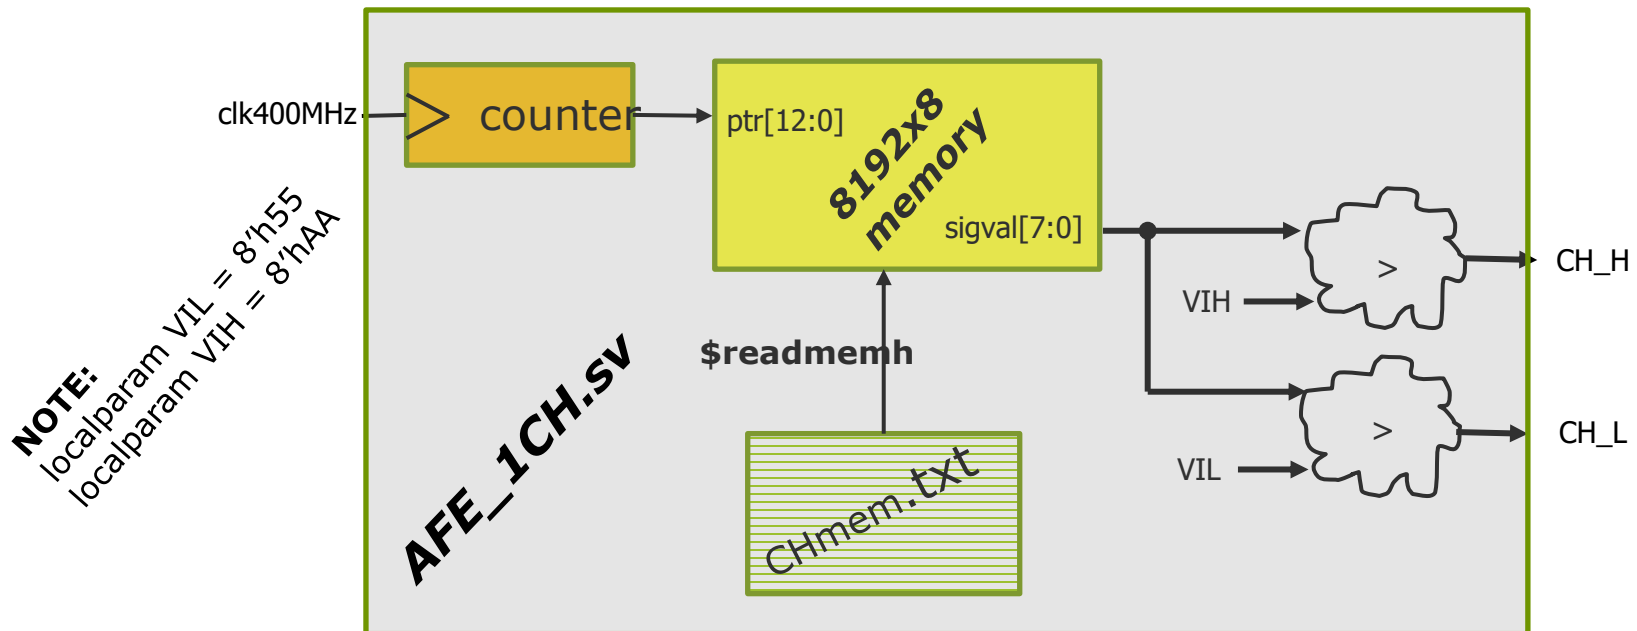 clk400MHz
counter
ptr[12:0]
8192x8
memory
sigval[7:0]
NOTE:
localparam VIL = 8’h55
localparam VIH = 8’hAA
>
CH_H
VIH
$readmemh
AFE_1CH.sv
>
CH_L
VIL
CHmem.txt